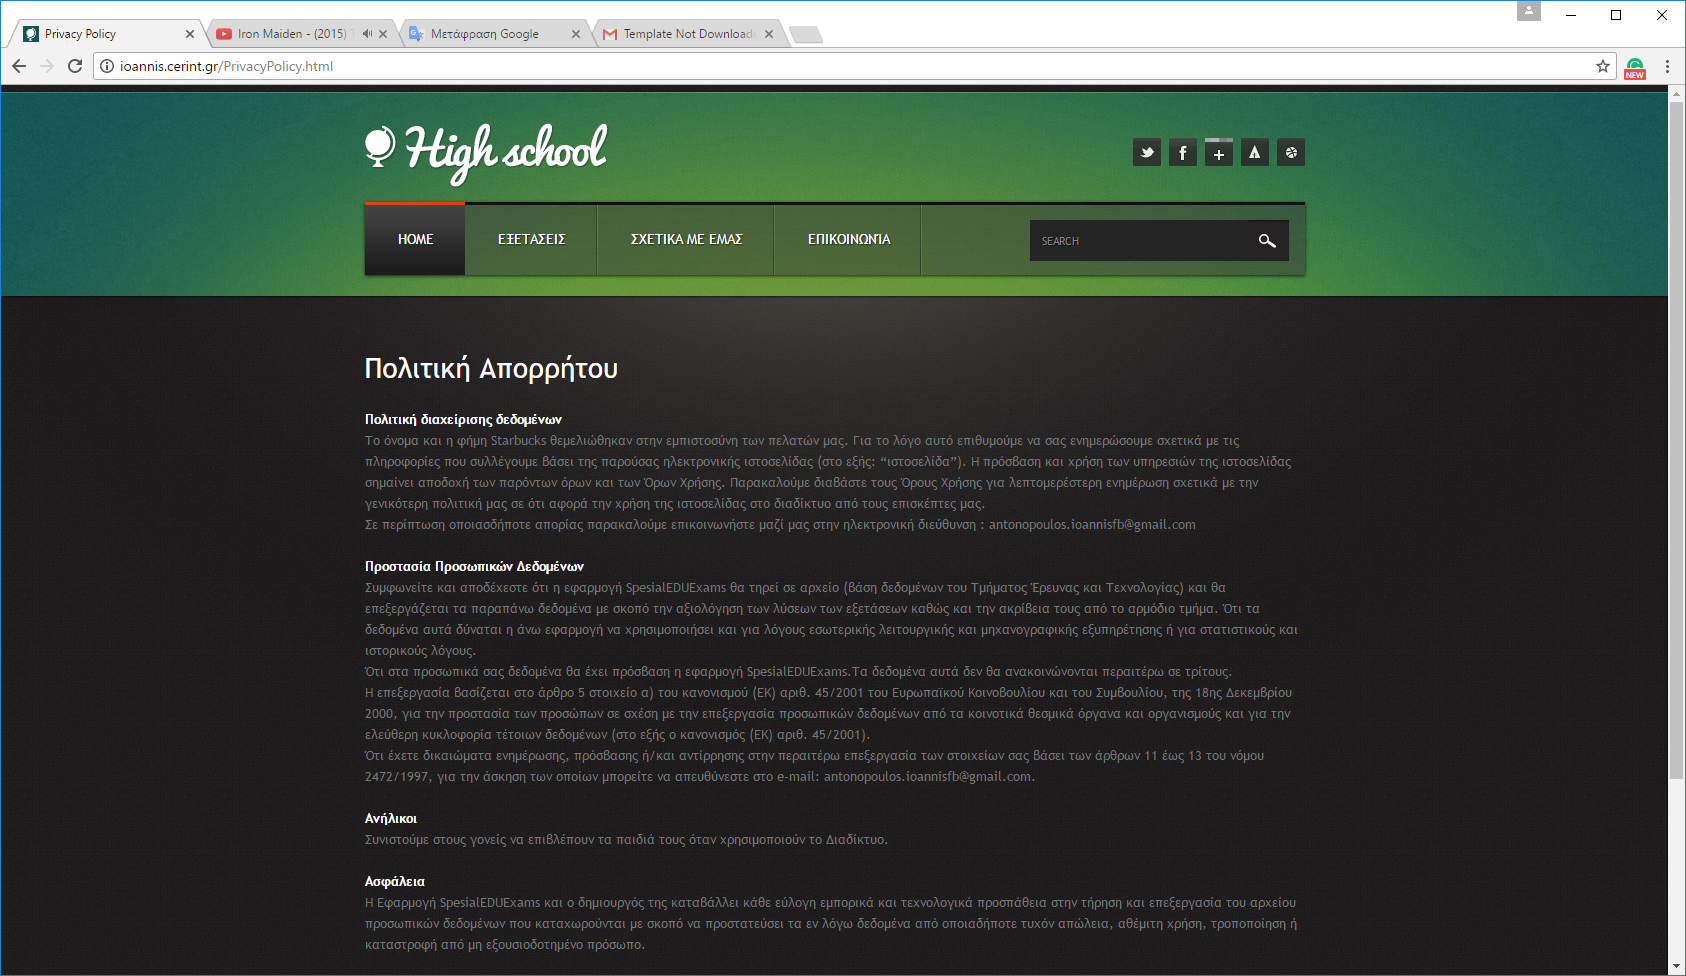 Privacy Policy
Iron Maiden - (2015) T
Μετάφραση Google
Template Not Download
ioannis.cerint.gr/PrivacyPolicy.html
NEW
High school
HOME
ΕΞΕΤΑΣΕΙΣ
ΣΧΕΤΙΚΑ ΜΕ ΕΜΑΣ
ΕΠΙΚΟΙΝΩΝΊΑ
SEARCH
Πολιτική Απορρήτου
Πολιτική διαχείρισης δεδομένων
Το όνομα και η φήμη Starbucks θεμελιώθηκαν στην εμπιστοσύνη των πελατών μας. Για το λόγο αυτό επιθυμούμε να σας ενημερώσουμε σχετικά με τις
πληροφορίες που συλλέγουμε βάσει της παρούσας ηλεκτρονικής ιστοσελίδας (στο εξής: “ιστοσελίδα”). Η πρόσβαση και χρήση των υπηρεσιών της ιστοσελίδας
σημαίνει αποδοχή των παρόντων όρων και των Όρων Χρήσης. Παρακαλούμε διαβάστε τους Όρους Χρήσης για λεπτομερέστερη ενημέρωση σχετικά με την
γενικότερη πολιτική μας σε ότι αφορά την χρήση της ιστοσελίδας στο διαδίκτυο από τους επισκέπτες μας.
Σε περίπτωση οποιασδήποτε απορίας παρακαλούμε επικοινωνήστε μαζί μας στην ηλεκτρονική διεύθυνση : antonopoulos.ioannisfb@gmail.com
Προστασία Προσωπικών Δεδομένων
Συμφωνείτε και αποδέχεστε ότι η εφαρμογή SpesialEDUExams θα τηρεί σε αρχείο (βάση δεδομένων του Τμήματος Έρευνας και Τεχνολογίας) και θα
επεξεργάζεται τα παραπάνω δεδομένα με σκοπό την αξιολόγηση των λύσεων των εξετάσεων καθώς και την ακρίβεια τους από το αρμόδιο τμήμα. Ότι τα
δεδομένα αυτά δύναται η άνω εφαρμογή να χρησιμοποιήσει και για λόγους εσωτερικής λειτουργικής και μηχανογραφικής εξυπηρέτησης ή για στατιστικούς και
ιστορικούς λόγους.
Ότι στα προσωπικά σας δεδομένα θα έχει πρόσβαση η εφαρμογή SpesialEDUExams.Τα δεδομένα αυτά δεν θα ανακοινώνονται περαιτέρω σε τρίτους.
Η επεξεργασία βασίζεται στο άρθρο 5 στοιχείο α) του κανονισμού (ΕΚ) αριθ. 45/2001 του Ευρωπαϊκού Κοινοβουλίου και του Συμβουλίου, της 18ης Δεκεμβρίου
2000, για την προστασία των προσώπων σε σχέση με την επεξεργασία προσωπικών δεδομένων από τα κοινοτικά θεσμικά όργανα και οργανισμούς και για την
ελεύθερη κυκλοφορία τέτοιων δεδομένων (στο εξής ο κανονισμός (ΕΚ) αριθ. 45/2001).
Ότι έχετε δικαιώματα ενημέρωσης, πρόσβασης ή/και αντίρρησης στην περαιτέρω επεξεργασία των στοιχείων σας βάσει των άρθρων 11 έως 13 του νόμου
2472/1997, για την άσκηση των οποίων μπορείτε να απευθύνεστε στο e-mail: antonopoulos.ioannisfb@gmail.com.
Ανήλικοι
Συνιστούμε στους γονείς να επιβλέπουν τα παιδιά τους όταν χρησιμοποιούν το Διαδίκτυο.
Ασφάλεια
Η Εφαρμογή SpesialEDUExams και ο δημιουργός της καταβάλλει κάθε εύλογη εμπορικά και τεχνολογικά προσπάθεια στην τήρηση και επεξεργασία του αρχείου
προσωπικών δεδομένων που καταχωρούνται με σκοπό να προστατεύσει τα εν λόγω δεδομένα από οποιαδήποτε τυχόν απώλεια, αθέμιτη χρήση, τροποποίηση ή
καταστροφή από μη εξουσιοδοτημένο πρόσωπο.